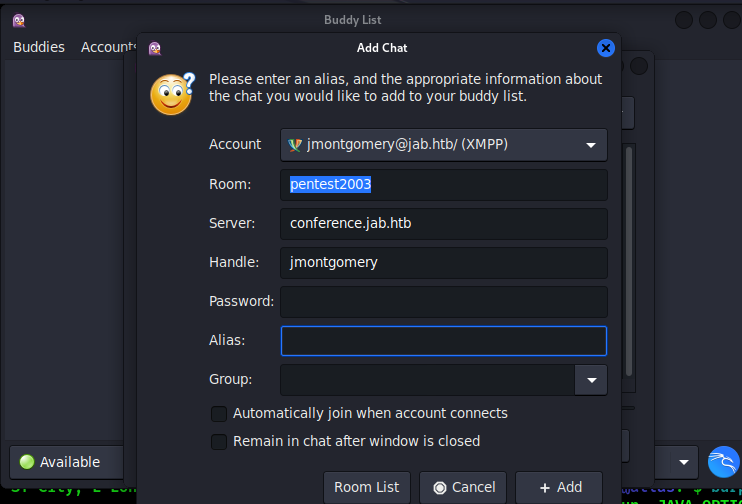 Buddy List
Buddies Accounts
Add Chat
Please enter an alias, and the appropriate information about
the chat you would like to add to your buddy list.
Account jmontgomery@jab.htb/ (XMPP)
Room: pentest2003
Server: conference.jab.htb
Handle: jmontgomery
Password:
Alias:
Group:
Automatically join when account connects
Remain in chat after window is closed
Available
Room List Cancel + Add